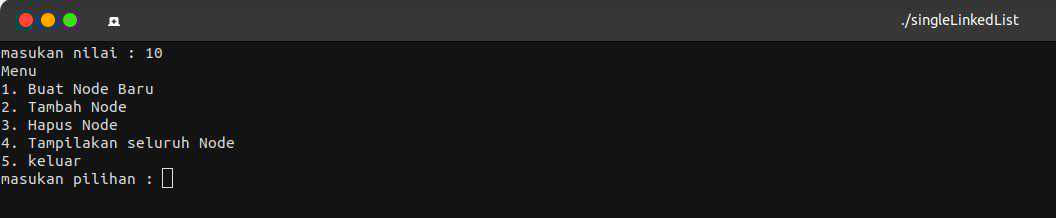 ./singleLinkedList
masukan nilai : 10
Menu
1. Buat Node Baru
2. Tambah Node
3. Hapus Node
4. Tampilakan seluruh Node
5. keluar
masukan pilihan :